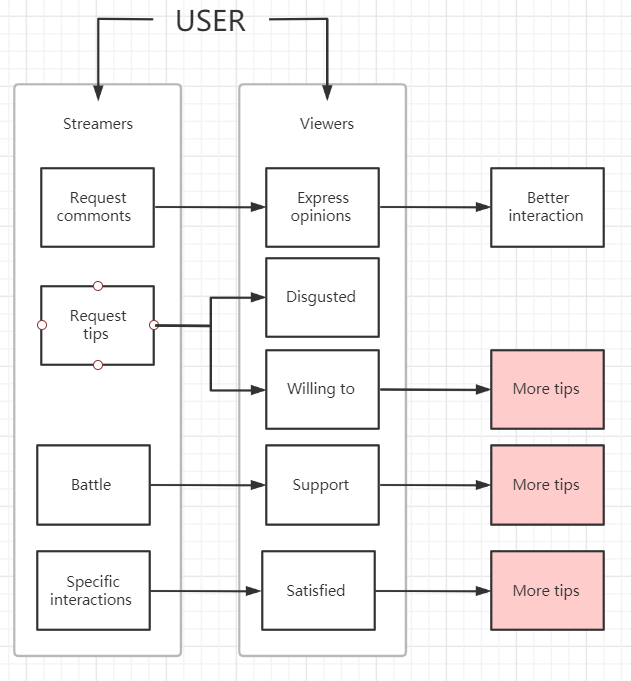 USER
Streamers
Viewers
Request
commonts
Express
opinions
Better
interaction
Request
tips
Disgusted
Willing to
More tips
Battle
Support
More tips
Specific
interactions
Satisfied
More tips